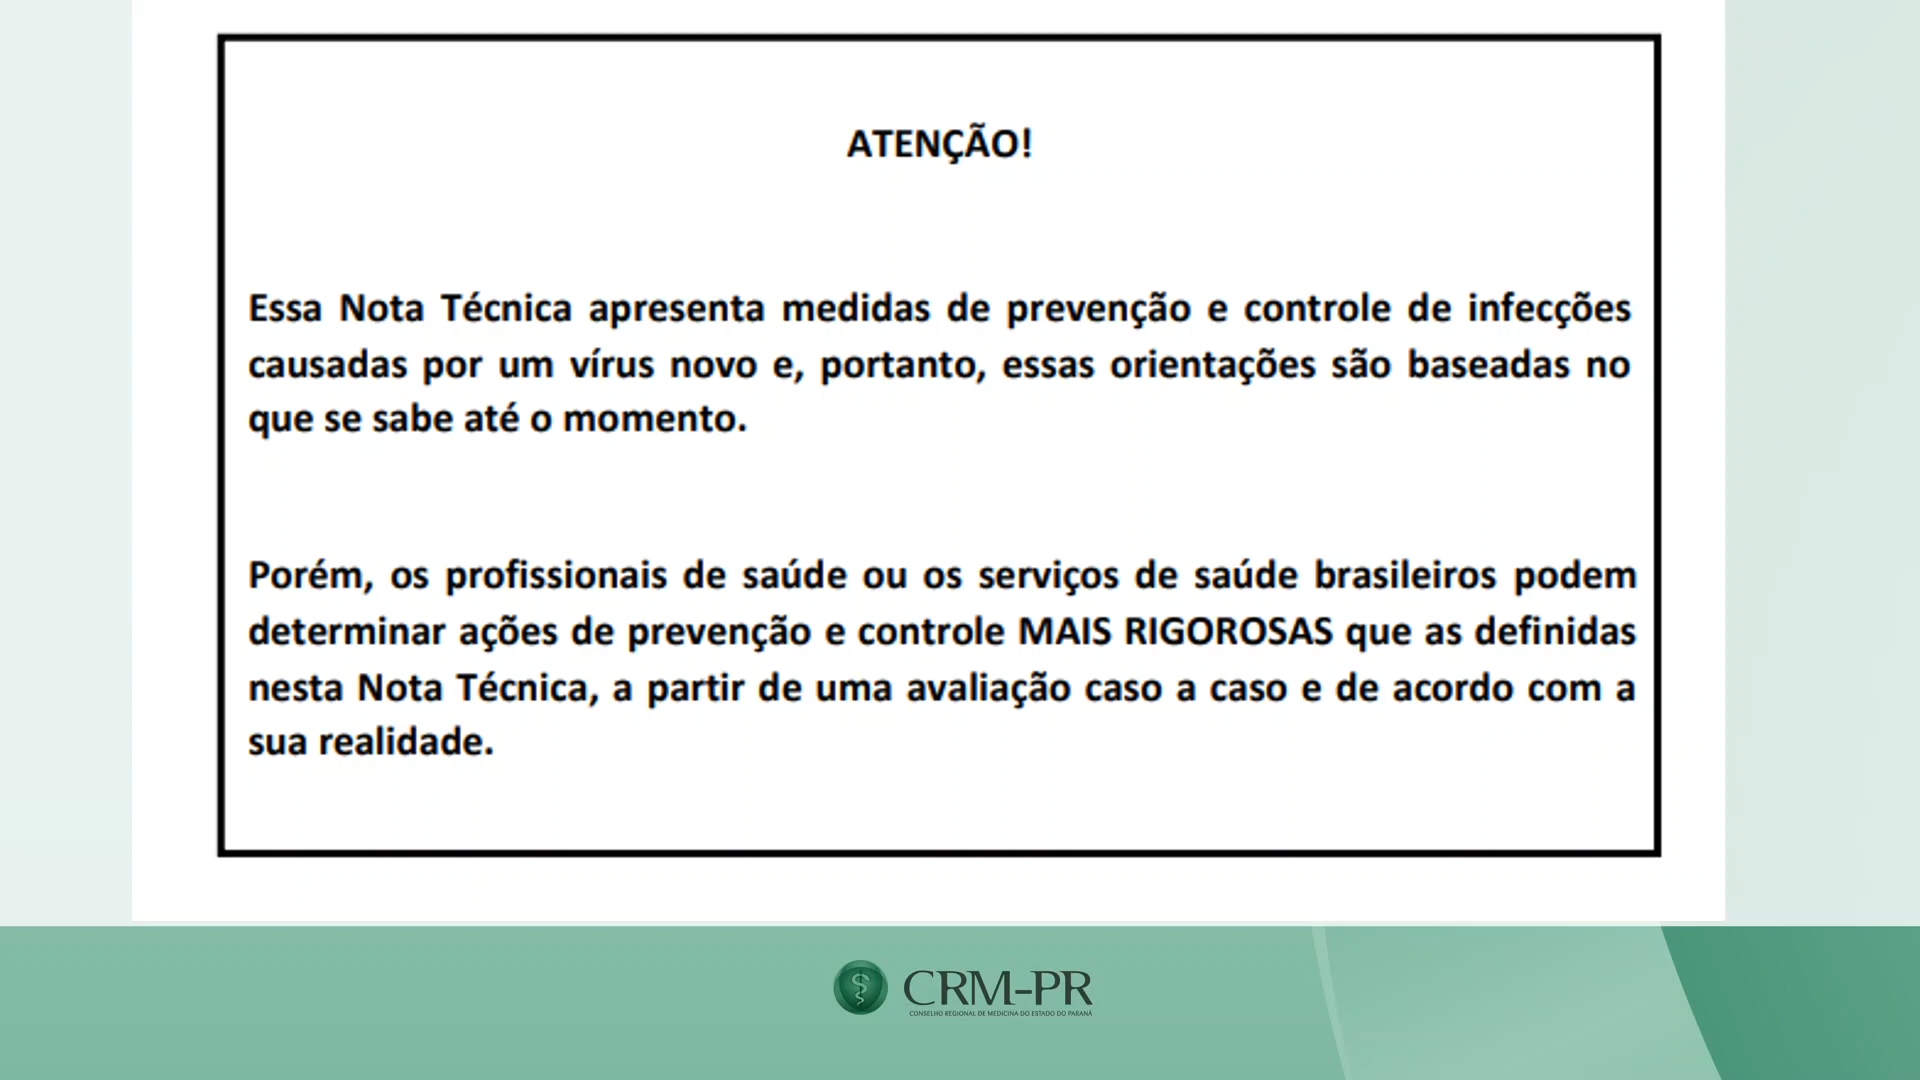 ATENÇÃO!
Essa Nota Técnica apresenta medidas de prevenção e controle de infecções
causadas por um vírus novo e, portanto, essas orientações são baseadas no
que se sabe até o momento.
Porém, os profissionais de saúde ou os serviços de saúde brasileiros podem
determinar ações de prevenção e controle MAIS RIGOROSAS que as definidas
nesta Nota Técnica, a partir de uma avaliação caso a caso e de acordo com a
sua realidade.
CRM-PR
CONSELHO REGIONAL DE MEDICINA DO ESTADO DO PARANÁ